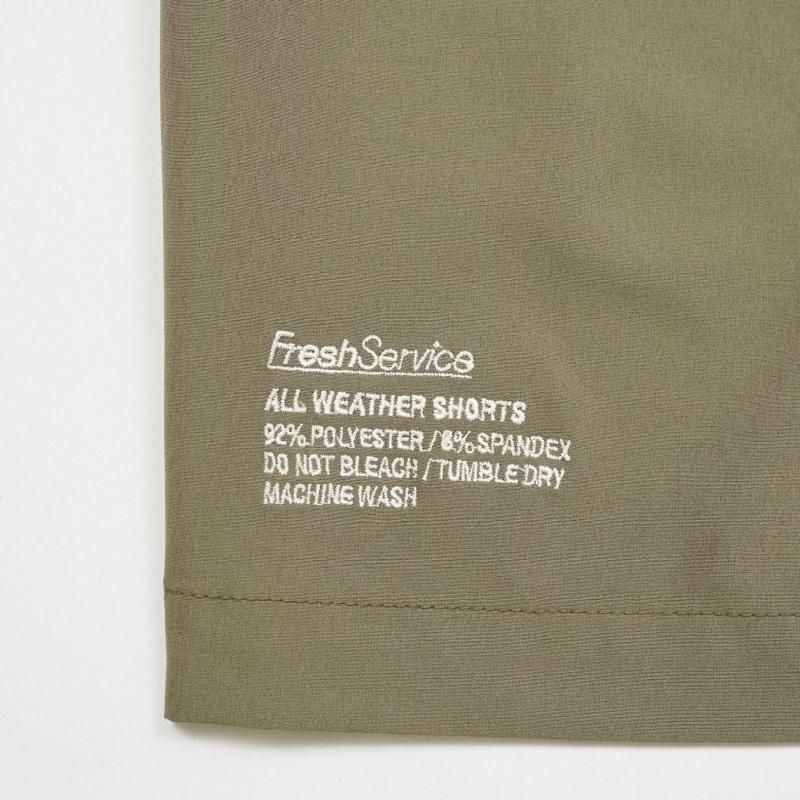 FreshService
ALL WEATHER SHORTS
92% POLYESTER / 8% SPANDEX
DO NOT BLEACH / TUMBLE DRY
MACHINE WASH